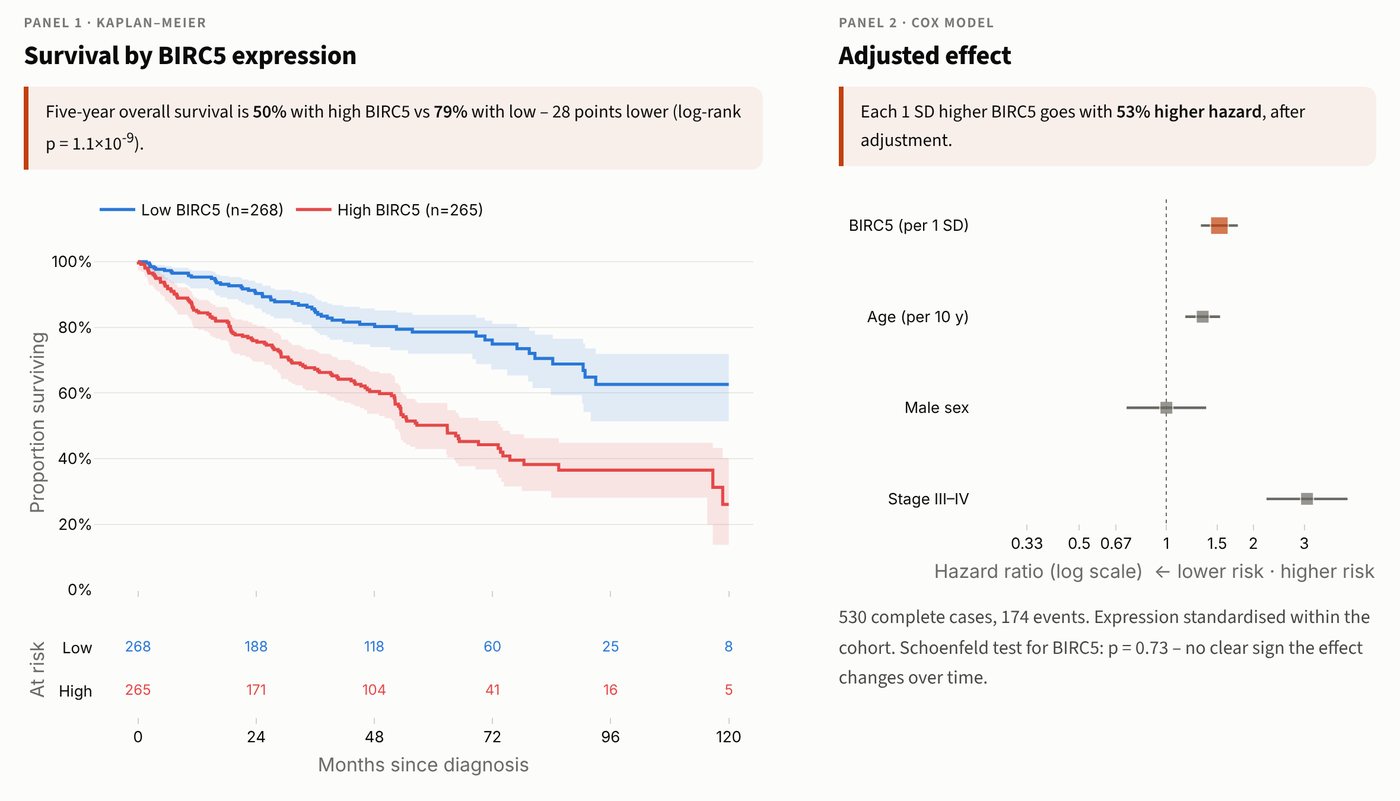 PANEL 1 · KAPLAN–MEIER
Survival by BIRC5 expression
Five-year overall survival is 50% with high BIRC5 vs 79% with low – 28 points lower (log-rank
p = 1.1×10⁻⁹).
Low BIRC5 (n=268) High BIRC5 (n=265)
Proportion surviving
100%
80%
60%
40%
20%
0%
At risk
Low 268 188 118 60 25 8
High 265 171 104 41 16 5
0 24 48 72 96 120
Months since diagnosis
PANEL 2 · COX MODEL
Adjusted effect
Each 1 SD higher BIRC5 goes with 53% higher hazard, after
adjustment.
BIRC5 (per 1 SD)
Age (per 10 y)
Male sex
Stage III–IV
0.33 0.5 0.67 1 1.5 2 3
Hazard ratio (log scale) ← lower risk · higher risk
530 complete cases, 174 events. Expression standardised within the
cohort. Schoenfeld test for BIRC5: p = 0.73 – no clear sign the effect
changes over time.